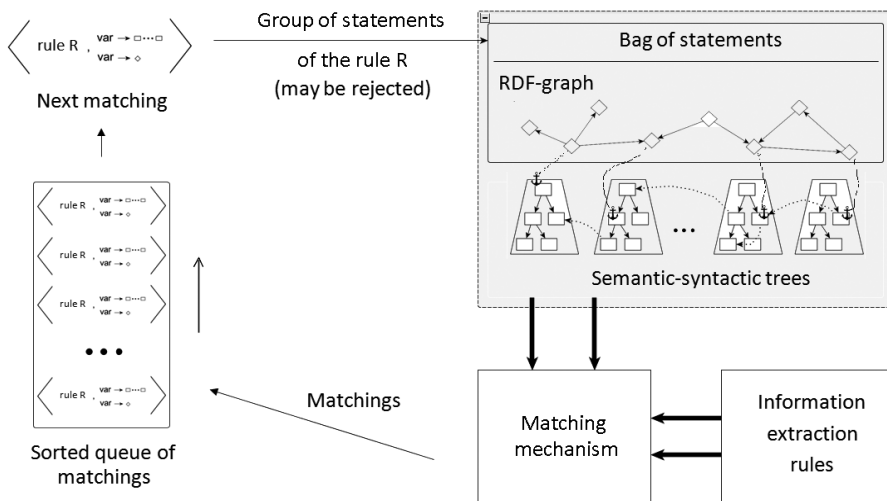 rule R , var → □···□
var → ◇
Next matching
Group of statements
of the rule R
(may be rejected)
Bag of statements
RDF-graph
Semantic-syntactic trees
rule R , var → □···□
var → ◇
rule R , var → □···□
var → ◇
rule R , var → □···□
var → ◇
•••
rule R , var → □···□
var → ◇
Sorted queue of
matchings
Matchings
Matching
mechanism
Information
extraction
rules